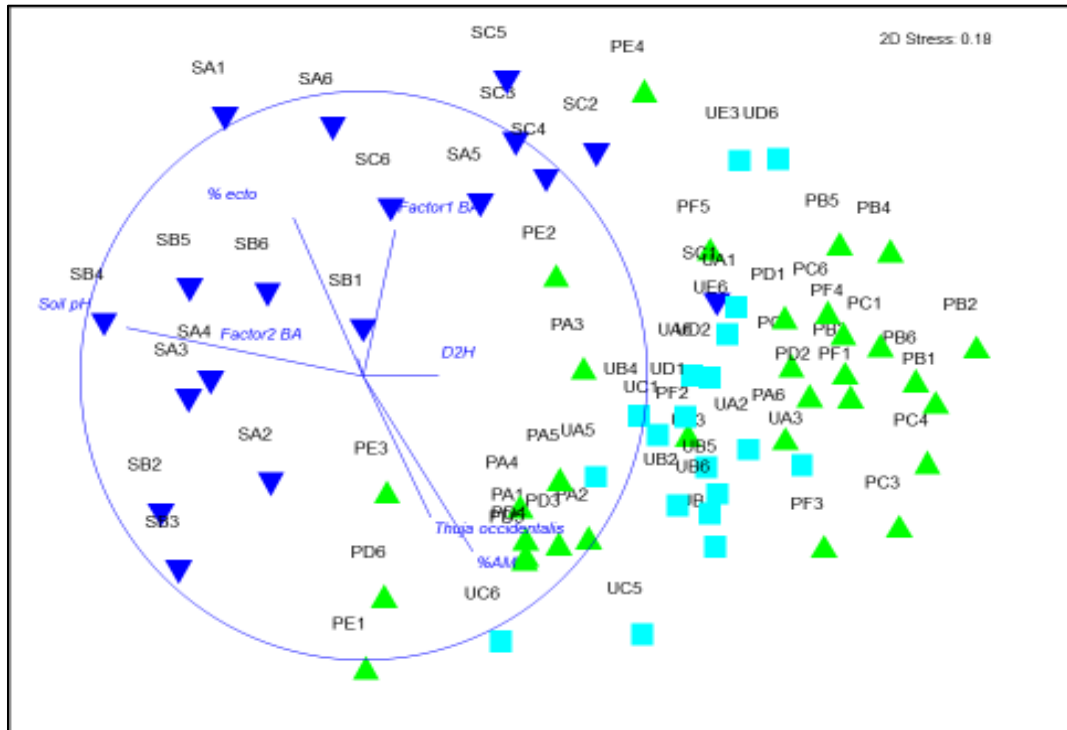 2D Stress: 0.18
SC5
PE4
SA1
SA6
SC2
UE3 UD6
SC4
SC6
SA5
% ecto
Factor1 BA
PF5
PB5
PB4
SB5
SB6
PE2
SC1
UA1
SB4
SB1
PD1
PC6
Soil pH
UE6
PF4
PC1
PB2
SA4
Factor2 BA
PA3
UD2
PB6
SA3
D2H
PD2
PF1
PB1
UB4
UD1
UC1
PF2
UA2
PA6
SA2
UA3
PC4
PE3
PA5
UA5
UB5
SB2
PA4
UB2
UB6
PC3
SB3
PA1
PD3
PA2
PF3
Thuja occidentalis
PD6
%AM
UC6
UC5
PE1